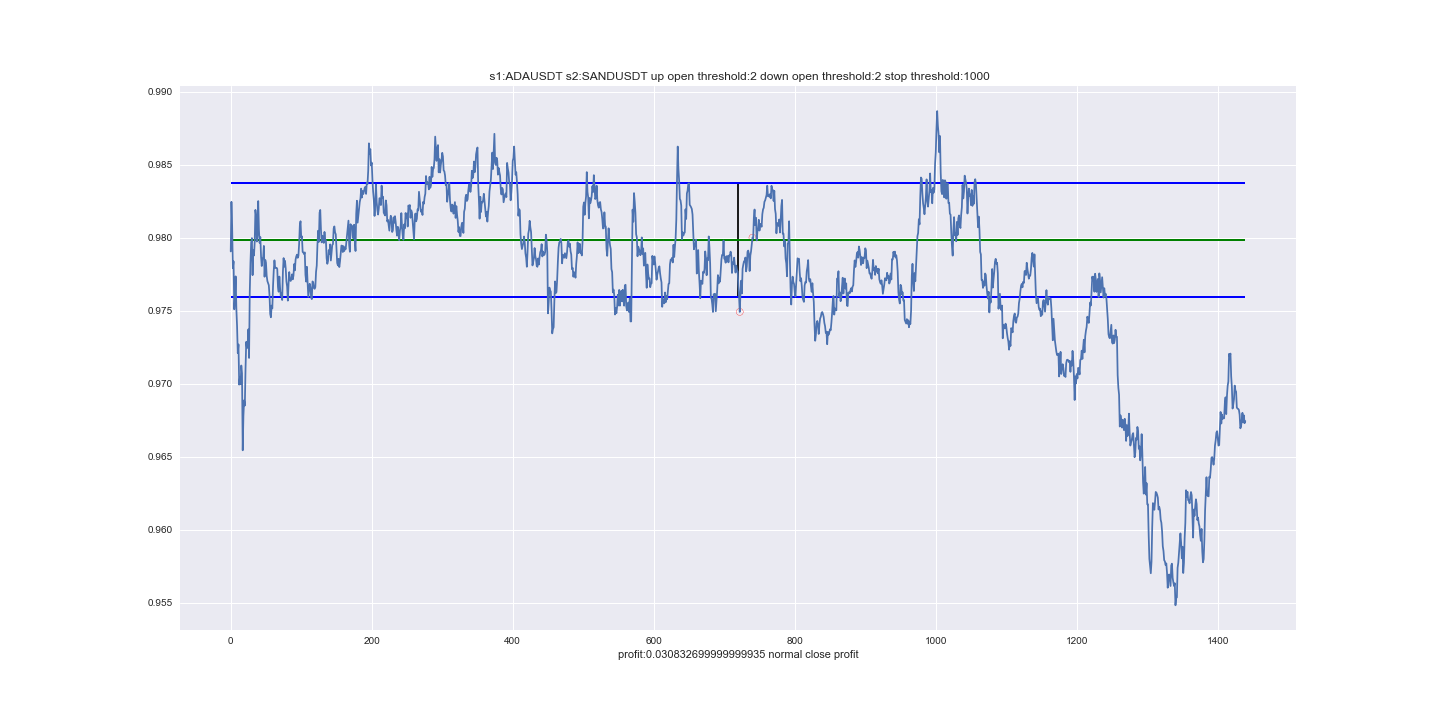 s1:ADAUSDT s2:SANDUSDT up open threshold:2 down open threshold:2 stop threshold:1000
0.990
0.985
0.980
0.975
0.970
0.965
0.960
0.955
0 200 400 600 800 1000 1200 1400
profit:0.030832699999999935 normal close profit